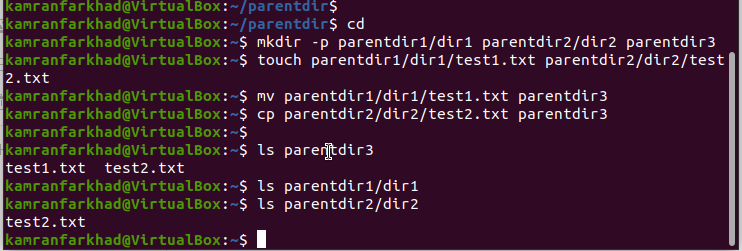 kamranfarkhad@VirtualBox:~/parentdir$
kamranfarkhad@VirtualBox:~/parentdir$ cd
kamranfarkhad@VirtualBox:~$ mkdir -p parentdir1/dir1 parentdir2/dir2 parentdir3
kamranfarkhad@VirtualBox:~$ touch parentdir1/dir1/test1.txt parentdir2/dir2/test
2.txt
kamranfarkhad@VirtualBox:~$ mv parentdir1/dir1/test1.txt parentdir3
kamranfarkhad@VirtualBox:~$ cp parentdir2/dir2/test2.txt parentdir3
kamranfarkhad@VirtualBox:~$
kamranfarkhad@VirtualBox:~$ ls parentdir3
test1.txt  test2.txt
kamranfarkhad@VirtualBox:~$ ls parentdir1/dir1
kamranfarkhad@VirtualBox:~$ ls parentdir2/dir2
test2.txt
kamranfarkhad@VirtualBox:~$